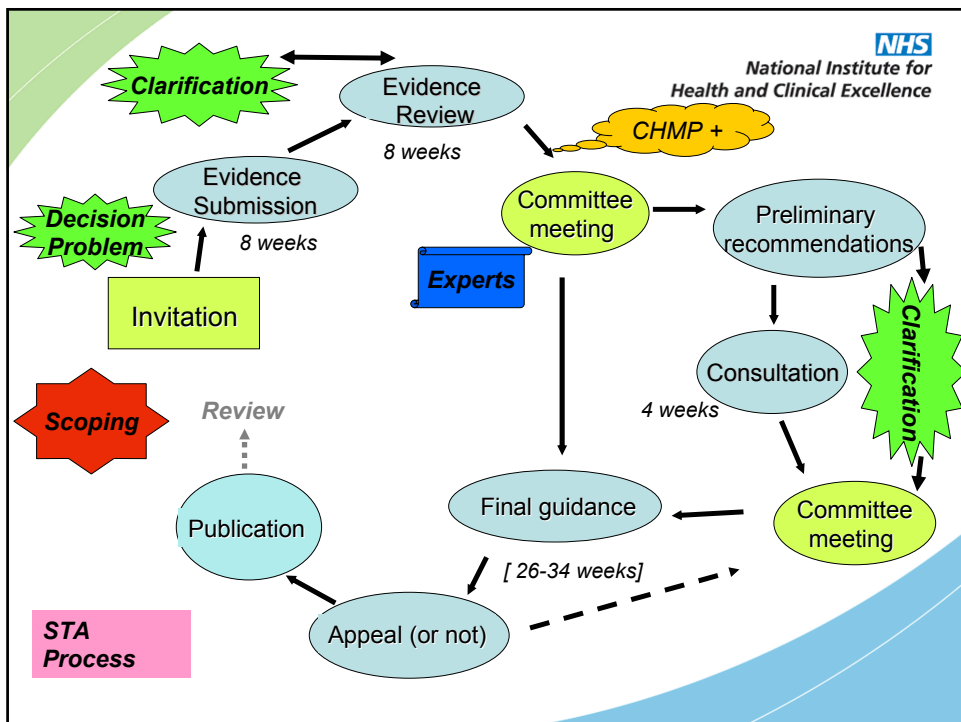 NHS
National Institute for
Health and Clinical Excellence
Clarification
Evidence
Review
8 weeks
CHMP +
Evidence
Submission
8 weeks
Decision
Problem
Invitation
Scoping
Committee
meeting
Experts
Preliminary
recommendations
Clarification
Consultation
4 weeks
Committee
meeting
Final guidance
[ 26-34 weeks]
Appeal (or not)
Publication
Review
STA
Process